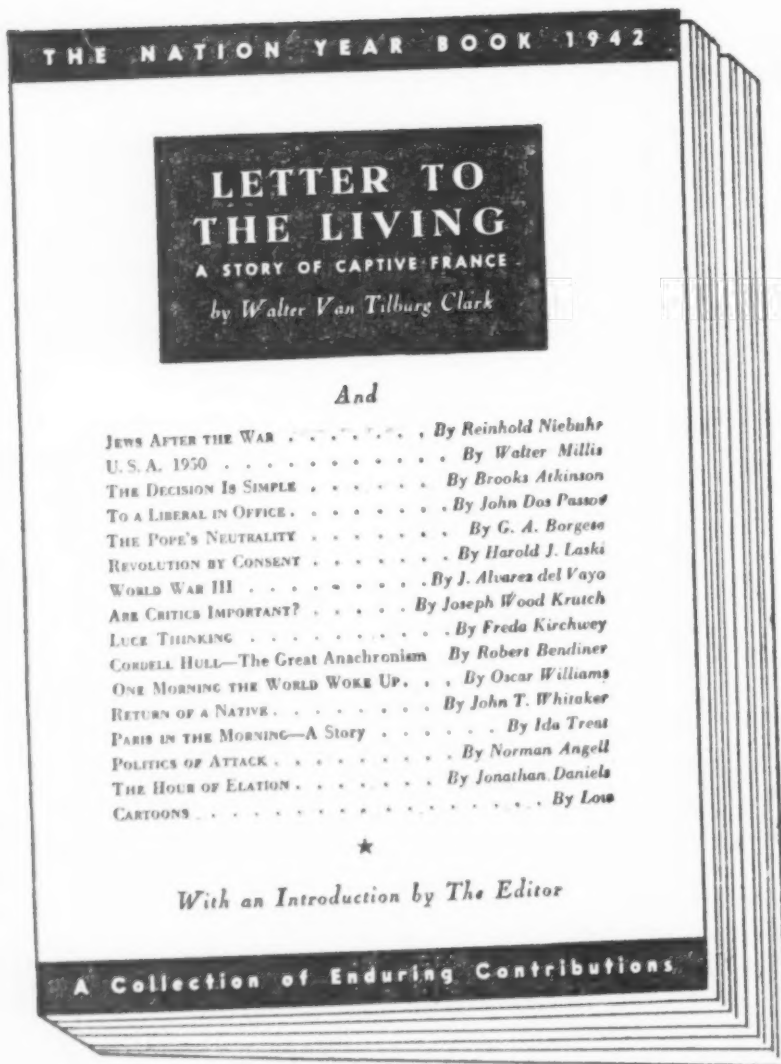 THE NATION YEAR BOOK 1942
LETTER TO
THE LIVING
A STORY OF CAPTIVE FRANCE
by Walter Van Tilburg Clark
And
JEWS AFTER THE WAR . . . . . . . By Reinhold Niebuhr
U. S. A. 1950 . . . . . . . . . . . By Walter Millis
THE DECISION IS SIMPLE . . . . . . By Brooks Atkinson
TO A LIBERAL IN OFFICE . . . . . . . By John Dos Passos
THE POPE'S NEUTRALITY . . . . . . . By G. A. Borgese
REVOLUTION BY CONSENT . . . . . . . By Harold J. Laski
WORLD WAR III . . . . . . . . . By J. Alvarez del Vayo
ARE CRITICS IMPORTANT? . . . . . By Joseph Wood Krutch
LUCE THINKING . . . . . . . . . . By Freda Kirchwey
CORDELL HULL—The Great Anachronism By Robert Bendiner
ONE MORNING THE WORLD WOKE UP . . . By Oscar Williams
RETURN OF A NATIVE . . . . . . . . By John T. Whitaker
PARIS IN THE MORNING—A Story . . . . . . By Ida Treat
POLITICS OF ATTACK . . . . . . . . . By Norman Angell
THE HOUR OF ELATION . . . . . . . By Jonathan Daniels
CARTOONS . . . . . . . . . . . . . . . . By Low
★
With an Introduction by The Editor
A Collection of Enduring Contributions